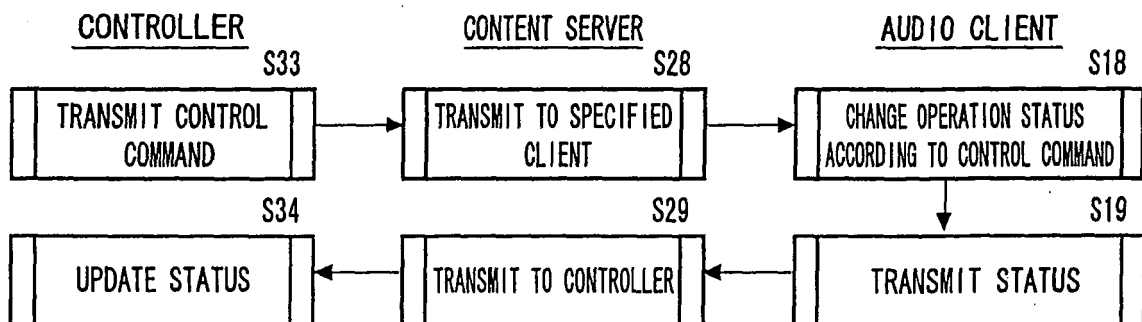 CONTROLLER
CONTENT SERVER
AUDIO CLIENT
S33
S28
S18
TRANSMIT CONTROL
COMMAND
TRANSMIT TO SPECIFIED
CLIENT
CHANGE OPERATION STATUS
ACCORDING TO CONTROL COMMAND
S34
S29
S19
UPDATE STATUS
TRANSMIT TO CONTROLLER
TRANSMIT STATUS